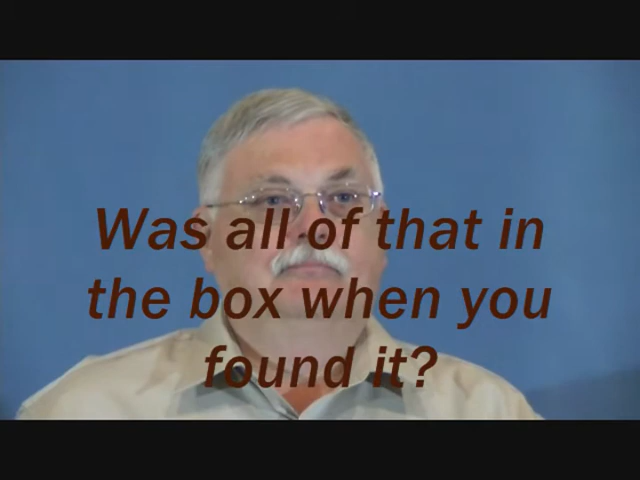 Was all of that in
the box when you
found it?